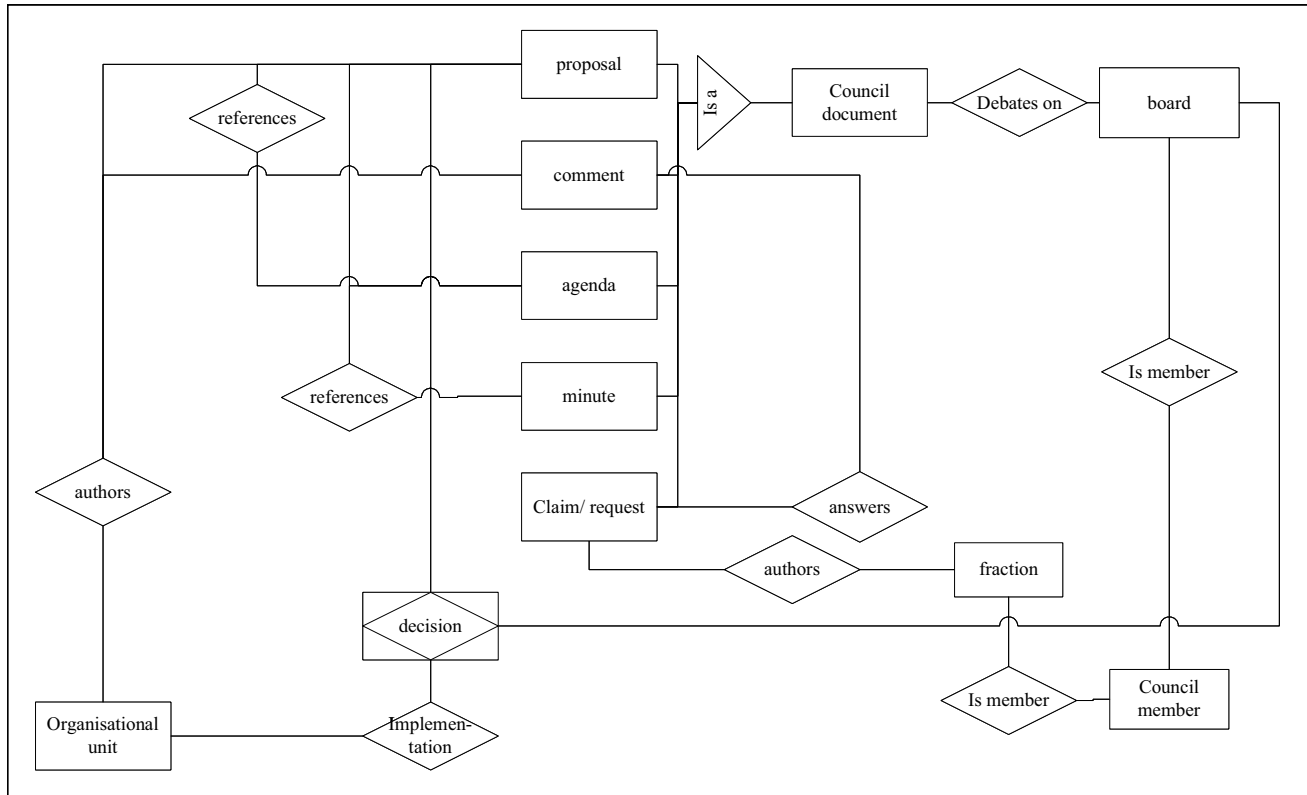 proposal
Is a
Council
document
Debates on
board
references
comment
agenda
Is member
references
minute
authors
Claim/ request
answers
authors
fraction
decision
Is member
Council
member
Organisational
unit
Implemen-
tation